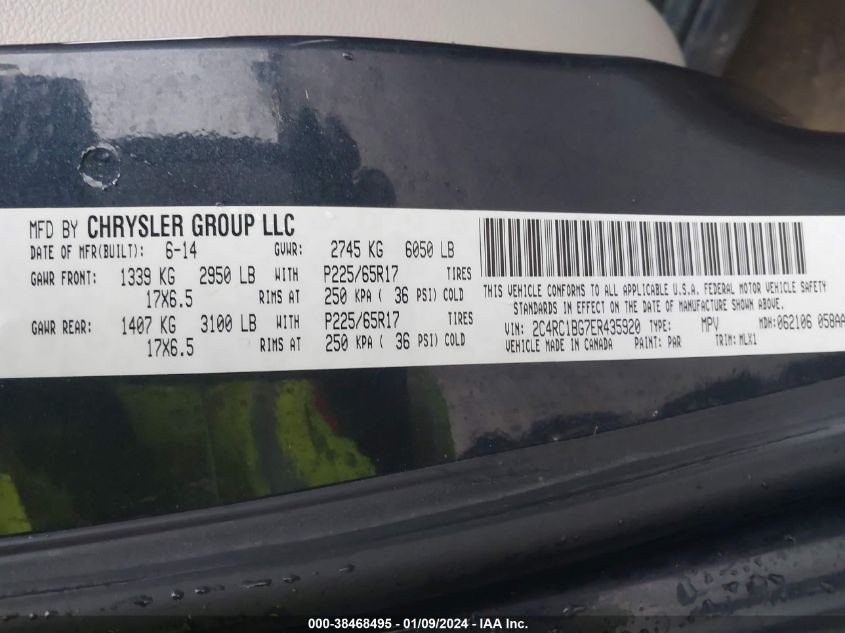 MFD BY CHRYSLER GROUP LLC
DATE OF MFR(BUILT): 6-14 GVWR: 2745 KG 6050 LB
GAWR FRONT: 1339 KG 2950 LB WITH P225/65R17 TIRES
17X6.5 RIMS AT 250 KPA ( 36 PSI) COLD
GAWR REAR: 1407 KG 3100 LB WITH P225/65R17 TIRES
17X6.5 RIMS AT 250 KPA ( 36 PSI) COLD
THIS VEHICLE CONFORMS TO ALL APPLICABLE U.S.A. FEDERAL MOTOR VEHICLE SAFETY
STANDARDS IN EFFECT ON THE DATE OF MANUFACTURE SHOWN ABOVE.
VIN: 2C4RC1BG7ER435920 TYPE: MPV MDH:062106 058AA
VEHICLE MADE IN CANADA PAINT: PAR TRIM: MLX1
000-38468495 - 01/09/2024 - IAA Inc.